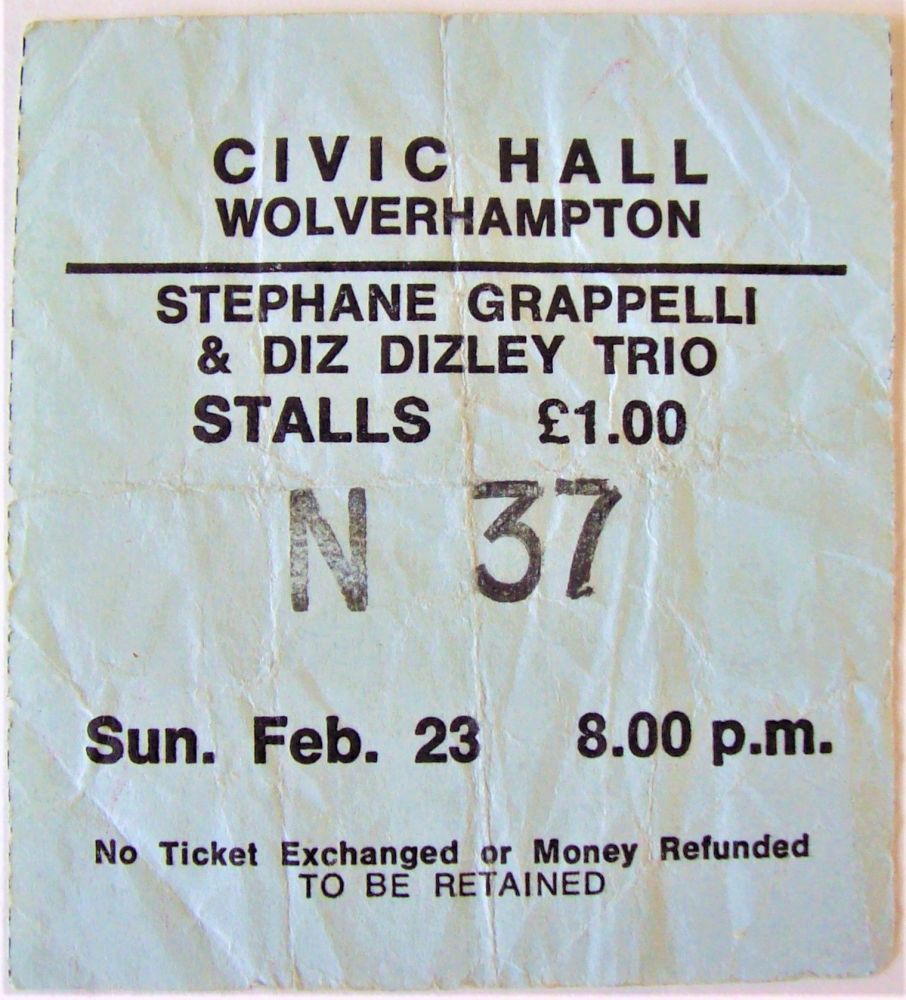 CIVIC HALL
WOLVERHAMPTON
STEPHANE GRAPPELLI
& DIZ DIZLEY TRIO
STALLS £1.00
N 37
Sun. Feb. 23 8.00 p.m.
No Ticket Exchanged or Money Refunded
TO BE RETAINED